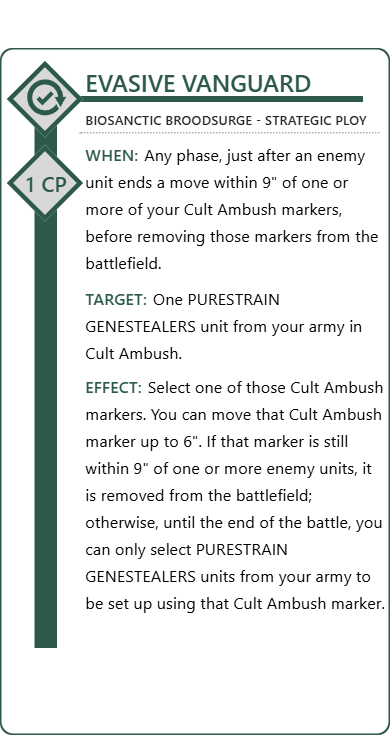 EVASIVE VANGUARD
BIOSANCTIC BROODSURGE - STRATEGIC PLOY
1 CP
WHEN: Any phase, just after an enemy
unit ends a move within 9" of one or
more of your Cult Ambush markers,
before removing those markers from the
battlefield.
TARGET: One PURESTRAIN
GENESTEALERS unit from your army in
Cult Ambush.
EFFECT: Select one of those Cult Ambush
markers. You can move that Cult Ambush
marker up to 6". If that marker is still
within 9" of one or more enemy units, it
is removed from the battlefield;
otherwise, until the end of the battle, you
can only select PURESTRAIN
GENESTEALERS units from your army to
be set up using that Cult Ambush marker.